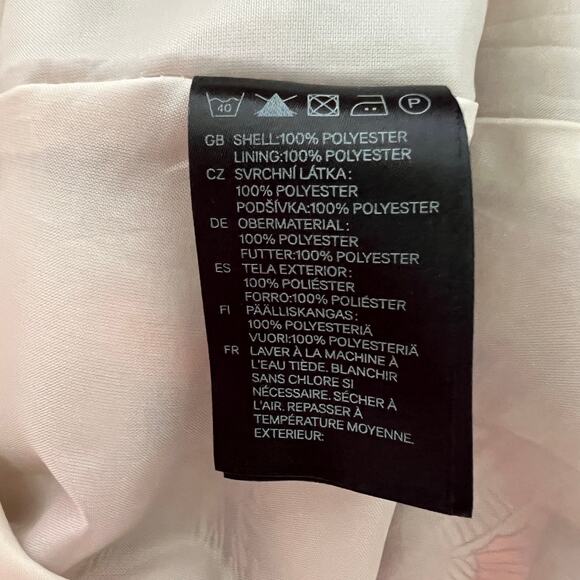 40 P
GB SHELL:100% POLYESTER
LINING:100% POLYESTER
CZ SVRCHNÍ LÁTKA:
100% POLYESTER
PODŠÍVKA:100% POLYESTER
DE OBERMATERIAL:
100% POLYESTER
FUTTER:100% POLYESTER
ES TELA EXTERIOR:
100% POLIÉSTER
FORRO:100% POLIÉSTER
FI PÄÄLLISKANGAS:
100% POLYESTERIÄ
VUORI:100% POLYESTERIÄ
FR LAVER À LA MACHINE À
L'EAU TIÈDE. BLANCHIR
SANS CHLORE SI
NÉCESSAIRE. SÉCHER À
L'AIR. REPASSER À
TEMPÉRATURE MOYENNE.
EXTERIEUR: